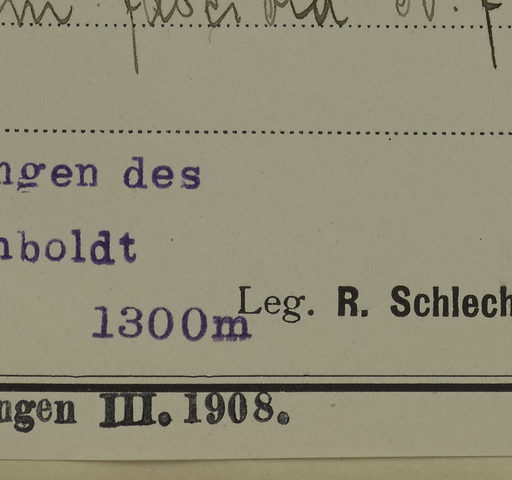 ngen des
nboldt
1300m Leg. R. Schlech
ngen III. 1908.